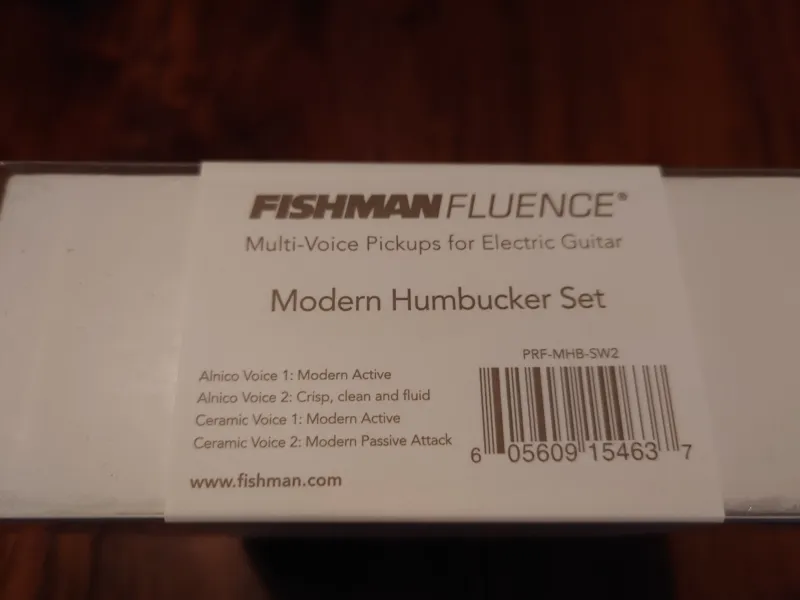 FISHMAN FLUENCE®
Multi-Voice Pickups for Electric Guitar
Modern Humbucker Set
PRF-MHB-SW2
Alnico Voice 1: Modern Active
Alnico Voice 2: Crisp, clean and fluid
Ceramic Voice 1: Modern Active
Ceramic Voice 2: Modern Passive Attack
6 05609 15463 7
www.fishman.com